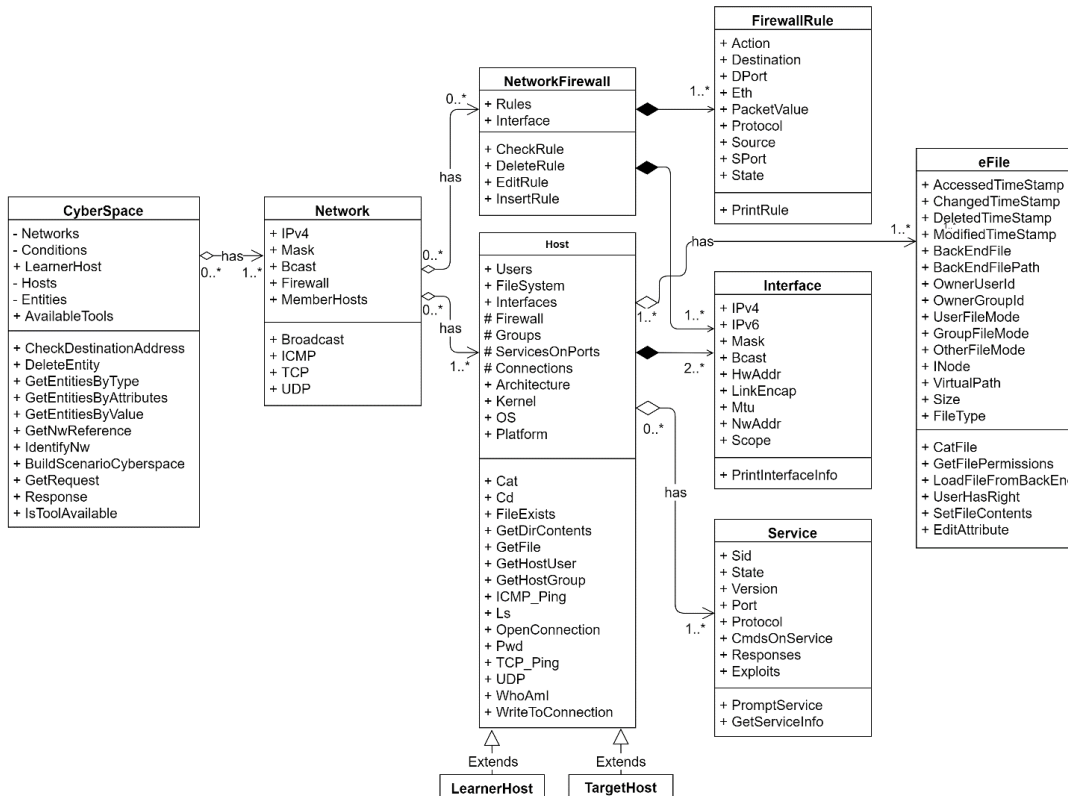 CyberSpace
- Networks
- Conditions
+ LearnerHost
- Hosts
- Entities
+ AvailableTools
+ CheckDestinationAddress
+ DeleteEntity
+ GetEntitiesByType
+ GetEntitiesByAttributes
+ GetEntitiesByValue
+ GetNwReference
+ IdentifyNw
+ BuildScenarioCyberspace
+ GetRequest
+ Response
+ IsToolAvailable
has
0..*
1..*
Network
+ IPv4
+ Mask
+ Bcast
+ Firewall
+ MemberHosts
+ Broadcast
+ ICMP
+ TCP
+ UDP
0..*
has
0..*
0..*
has
1..*
NetworkFirewall
+ Rules
+ Interface
+ CheckRule
+ DeleteRule
+ EditRule
+ InsertRule
1..*
1..*
Host
+ Users
+ FileSystem
+ Interfaces
# Firewall
# Groups
# ServicesOnPorts
# Connections
+ Architecture
+ Kernel
+ OS
+ Platform
+ Cat
+ Cd
+ FileExists
+ GetDirContents
+ GetFile
+ GetHostUser
+ GetHostGroup
+ ICMP_Ping
+ Ls
+ OpenConnection
+ Pwd
+ TCP_Ping
+ UDP
+ WhoAmI
+ WriteToConnection
has
1..*
1..*
2..*
0..*
has
1..*
Extends
Extends
LearnerHost
TargetHost
FirewallRule
+ Action
+ Destination
+ DPort
+ Eth
+ PacketValue
+ Protocol
+ Source
+ SPort
+ State
+ PrintRule
Interface
+ IPv4
+ IPv6
+ Mask
+ Bcast
+ HwAddr
+ LinkEncap
+ Mtu
+ NwAddr
+ Scope
+ PrintInterfaceInfo
Service
+ Sid
+ State
+ Version
+ Port
+ Protocol
+ CmdsOnService
+ Responses
+ Exploits
+ PromptService
+ GetServiceInfo
eFile
+ AccessedTimeStamp
+ ChangedTimeStamp
+ DeletedTimeStamp
+ ModifiedTimeStamp
+ BackEndFile
+ BackEndFilePath
+ OwnerUserId
+ OwnerGroupId
+ UserFileMode
+ GroupFileMode
+ OtherFileMode
+ INode
+ VirtualPath
+ Size
+ FileType
+ CatFile
+ GetFilePermissions
+ LoadFileFromBackEnd
+ UserHasRight
+ SetFileContents
+ EditAttribute